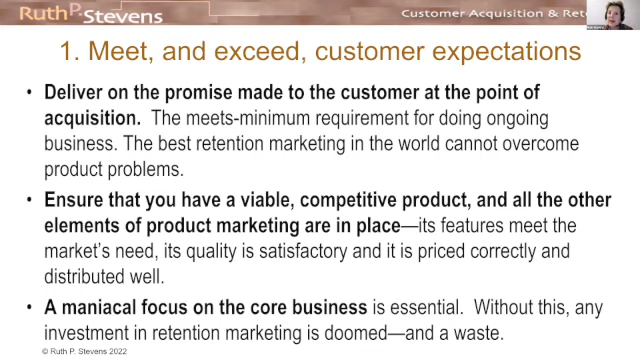 Ruth P. Stevens
Customer Acquisition & Rete
1. Meet, and exceed, customer expectations
• Deliver on the promise made to the customer at the point of
acquisition. The meets-minimum requirement for doing ongoing
business. The best retention marketing in the world cannot overcome
product problems.
• Ensure that you have a viable, competitive product, and all the other
elements of product marketing are in place—its features meet the
market's need, its quality is satisfactory and it is priced correctly and
distributed well.
• A maniacal focus on the core business is essential. Without this, any
investment in retention marketing is doomed—and a waste.
© Ruth P. Stevens 2022